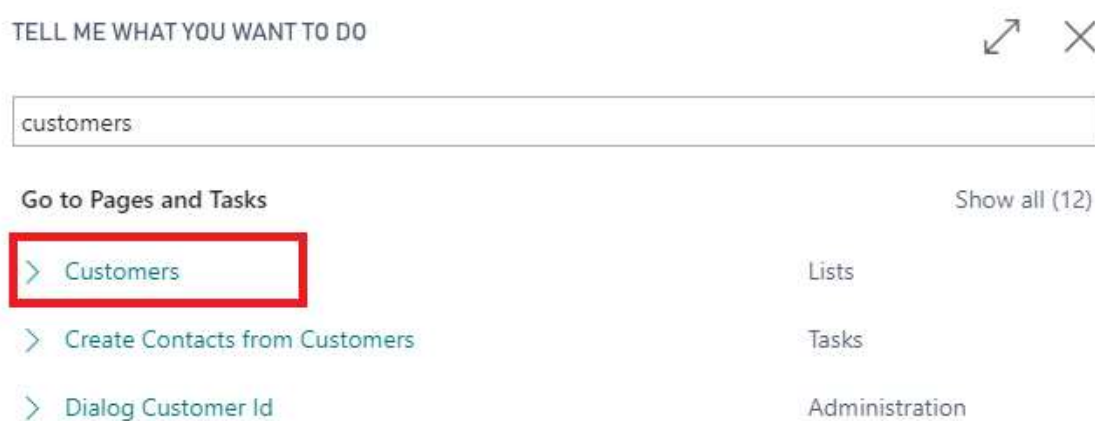 TELL ME WHAT YOU WANT TO DO
customers
Go to Pages and Tasks Show all (12)
Customers Lists
Create Contacts from Customers Tasks
Dialog Customer Id Administration